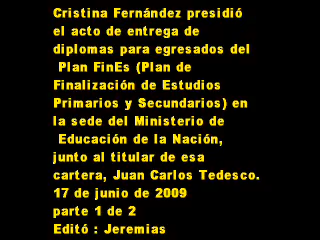 Cristina Fernández presidió
el acto de entrega de
diplomas para egresados del
Plan FinEs (Plan de
Finalización de Estudios
Primarios y Secundarios) en
la sede del Ministerio de
Educación de la Nación,
junto al titular de esa
cartera, Juan Carlos Tedesco.
17 de junio de 2009
parte 1 de 2
Editó : Jeremias